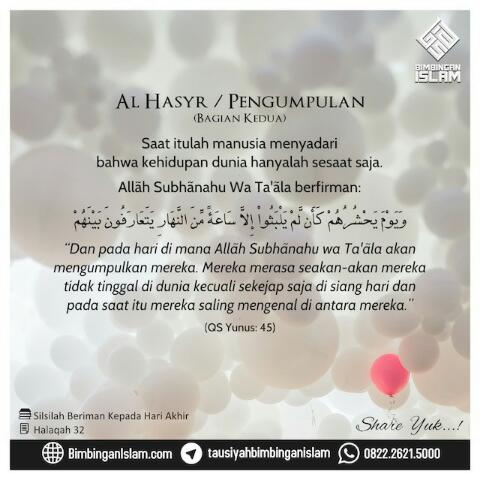 BIMBINGAN
ISLAM
AL HASYR / PENGUMPULAN
(BAGIAN KEDUA)
Saat itulah manusia menyadari
bahwa kehidupan dunia hanyalah sesaat saja.
Allāh Subhānahu Wa Ta'āla berfirman:
وَيَوْمَ يَحْشُرُهُمْ كَأَن لَّمْ يَلْبَثُوا۟ إِلَّا سَاعَةً مِّنَ النَّهَارِ يَتَعَارَفُونَ بَيْنَهُمْ
"Dan pada hari di mana Allāh Subhānahu wa Ta'āla akan
mengumpulkan mereka. Mereka merasa seakan-akan mereka
tidak tinggal di dunia kecuali sekejap saja di siang hari dan
pada saat itu mereka saling mengenal di antara mereka."
(QS Yunus: 45)
Silsilah Beriman Kepada Hari Akhir
Halaqah 32
Share Yuk...!
BimbinganIslam.com
tausiyahbimbinganislam
0822.2621.5000